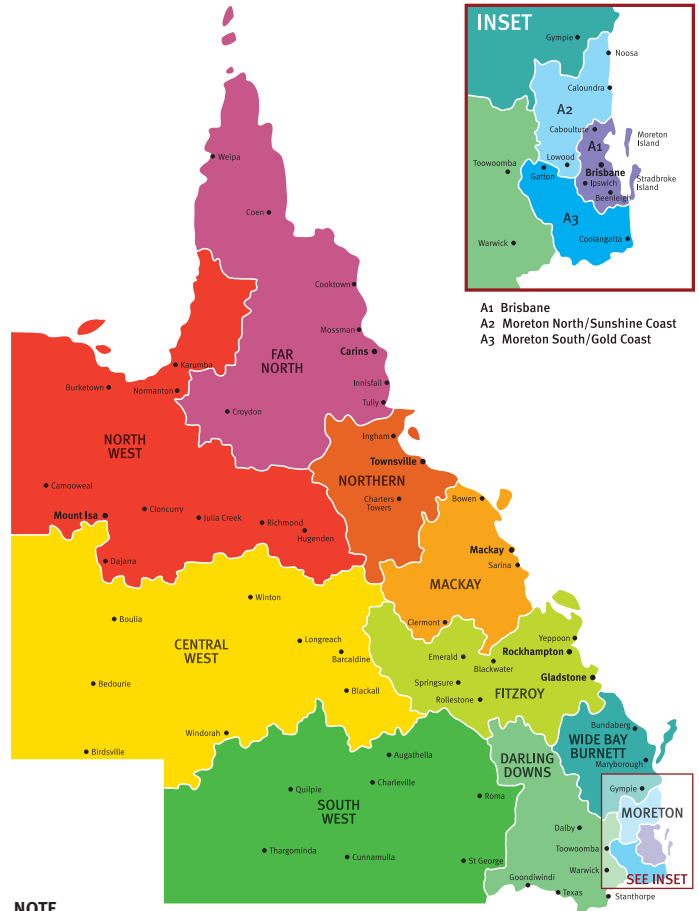 INSET
Gympie
Noosa
Caloundra
A2
Caboulture
A1
Moreton
Island
Toowoomba
Lowood
Brisbane
Gatton
Ipswich
Stradbroke
Island
Beenleigh
A3
Warwick
Coolangatta
A1 Brisbane
A2 Moreton North/Sunshine Coast
A3 Moreton South/Gold Coast
Weipa
Coen
Cooktown
Mossman
Carins
FAR
NORTH
Karumba
Innisfail
Burketown
Normanton
Tully
Croydon
Ingham
NORTH
WEST
Townsville
NORTHERN
Camooweal
Charters
Towers
Bowen
Cloncurry
Mount Isa
Julia Creek
Richmond
Hugenden
Mackay
Sarina
Dajarra
MACKAY
Winton
Boulia
Clermont
Longreach
CENTRAL
WEST
Barcaldine
Yeppoon
Rockhampton
Emerald
Blackwater
Gladstone
Bedourie
Springsure
FITZROY
Blackall
Rollestone
Windorah
Bundaberg
WIDE BAY
BURNETT
Birdsville
Augathella
DARLING
DOWNS
Maryborough
Charleville
Quilpie
Roma
Gympie
SOUTH
WEST
MORETON
Dalby
Thargominda
Cunnamulla
St George
Toowoomba
Warwick
SEE INSET
Goondiwindi
Texas
Stanthorpe
NOTE